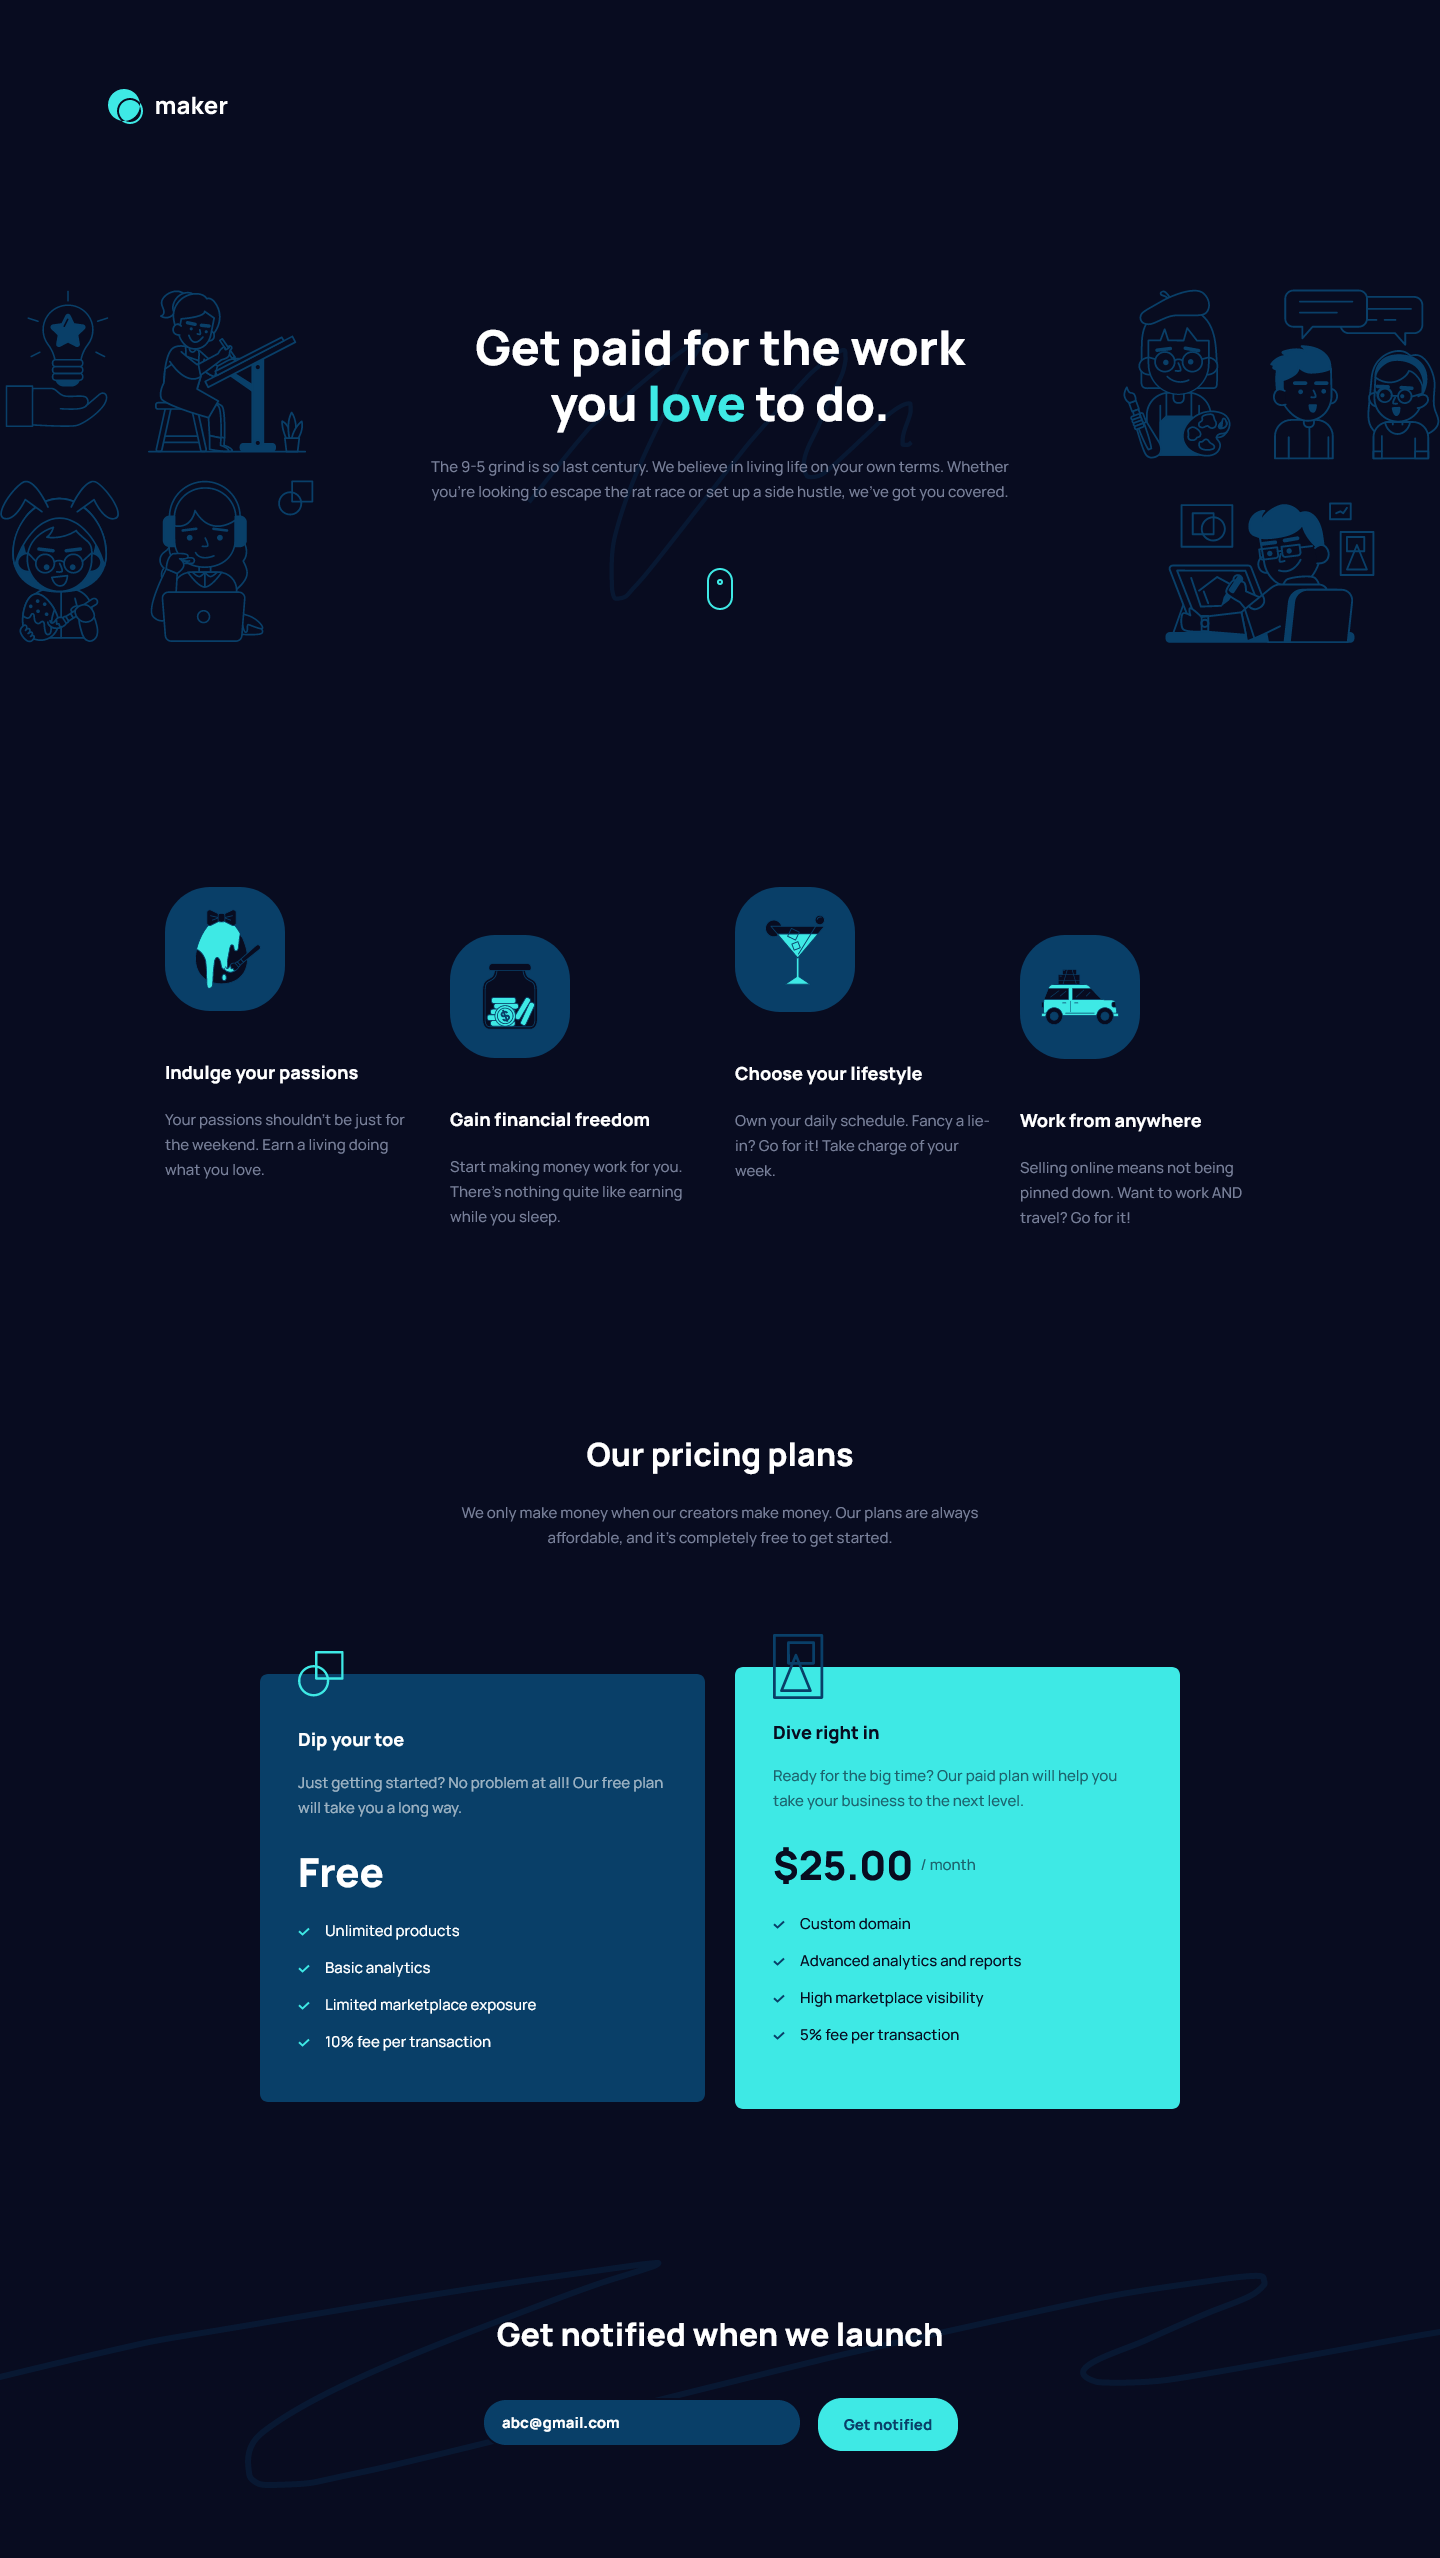 maker
Get paid for the work
you love to do.
The 9-5 grind is so last century. We believe in living life on your own terms. Whether
you’re looking to escape the rat race or set up a side hustle, we’ve got you covered.
Indulge your passions
Your passions shouldn’t be just for
the weekend. Earn a living doing
what you love.
Gain financial freedom
Start making money work for you.
There’s nothing quite like earning
while you sleep.
Choose your lifestyle
Own your daily schedule. Fancy a lie-
in? Go for it! Take charge of your
week.
Work from anywhere
Selling online means not being
pinned down. Want to work AND
travel? Go for it!
Our pricing plans
We only make money when our creators make money. Our plans are always
affordable, and it’s completely free to get started.
Dip your toe
Just getting started? No problem at all! Our free plan
will take you a long way.
Free
Unlimited products
Basic analytics
Limited marketplace exposure
10% fee per transaction
Dive right in
Ready for the big time? Our paid plan will help you
take your business to the next level.
$25.00 / month
Custom domain
Advanced analytics and reports
High marketplace visibility
5% fee per transaction
Get notified when we launch
abc@gmail.com
Get notified